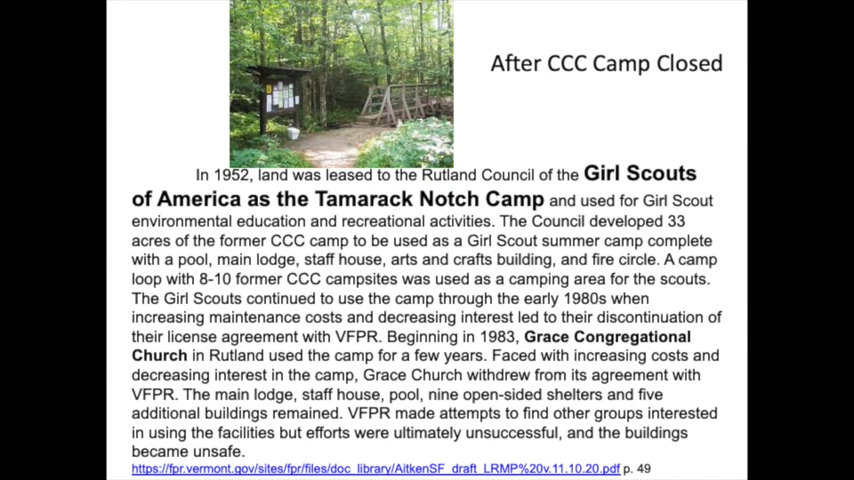 After CCC Camp Closed
In 1952, land was leased to the Rutland Council of the Girl Scouts
of America as the Tamarack Notch Camp and used for Girl Scout
environmental education and recreational activities. The Council developed 33
acres of the former CCC camp to be used as a Girl Scout summer camp complete
with a pool, main lodge, staff house, arts and crafts building, and fire circle. A camp
loop with 8-10 former CCC campsites was used as a camping area for the scouts.
The Girl Scouts continued to use the camp through the early 1980s when
increasing maintenance costs and decreasing interest led to their discontinuation of
their license agreement with VFPR. Beginning in 1983, Grace Congregational
Church in Rutland used the camp for a few years. Faced with increasing costs and
decreasing interest in the camp, Grace Church withdrew from its agreement with
VFPR. The main lodge, staff house, pool, nine open-sided shelters and five
additional buildings remained. VFPR made attempts to find other groups interested
in using the facilities but efforts were ultimately unsuccessful, and the buildings
became unsafe.
https://fpr.vermont.gov/sites/fpr/files/doc_library/AitkenSF_draft_LRMP%20v.11.10.20.pdf p. 49